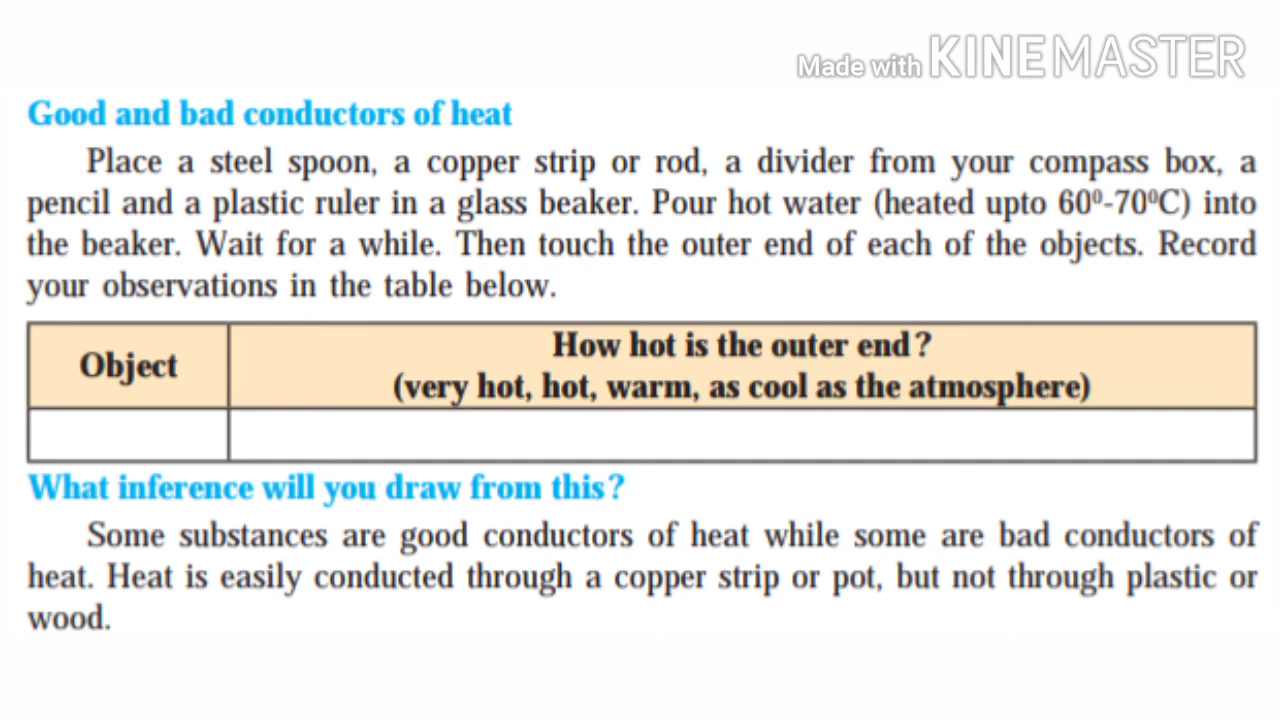 Made with KINEMASTER
Good and bad conductors of heat
Place a steel spoon, a copper strip or rod, a divider from your compass box, a
pencil and a plastic ruler in a glass beaker. Pour hot water (heated upto 60⁰-70⁰C) into
the beaker. Wait for a while. Then touch the outer end of each of the objects. Record
your observations in the table below.
Object
How hot is the outer end?
(very hot, hot, warm, as cool as the atmosphere)
What inference will you draw from this?
Some substances are good conductors of heat while some are bad conductors of
heat. Heat is easily conducted through a copper strip or pot, but not through plastic or
wood.